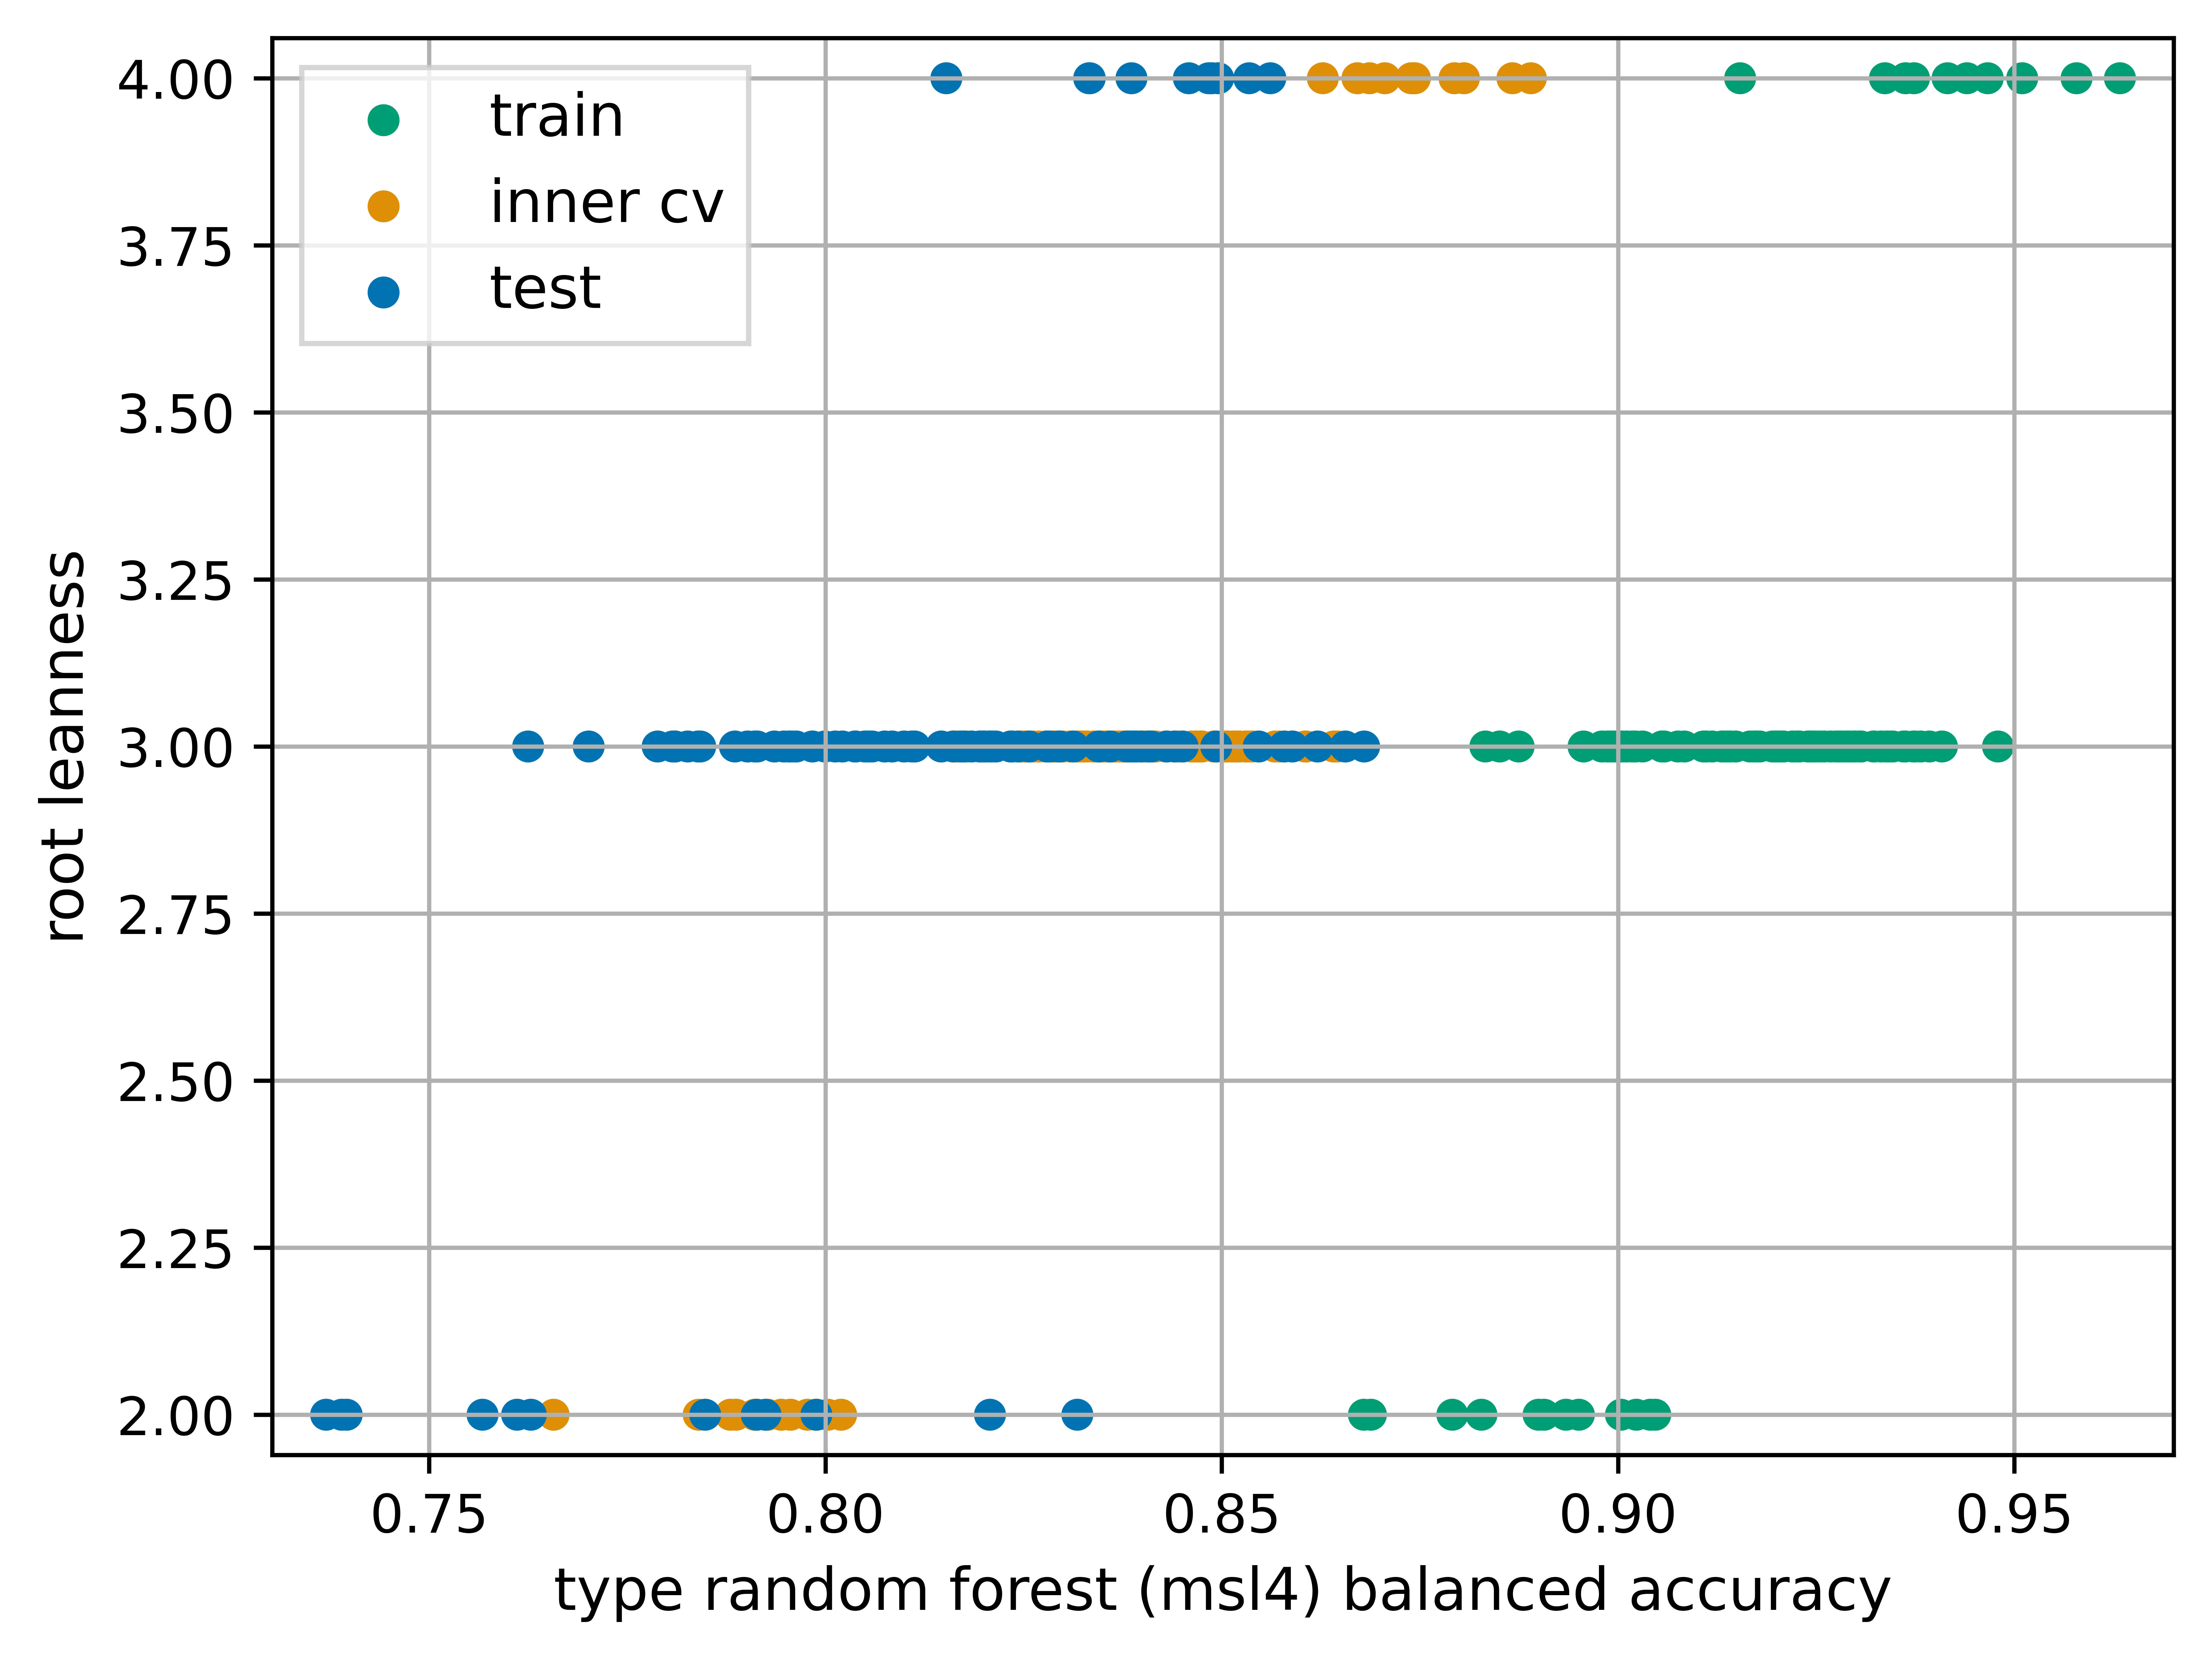 train
inner cv
test
4.00
3.75
3.50
3.25
3.00
2.75
2.50
2.25
2.00
root leanness
0.75 0.80 0.85 0.90 0.95
type random forest (msl4) balanced accuracy